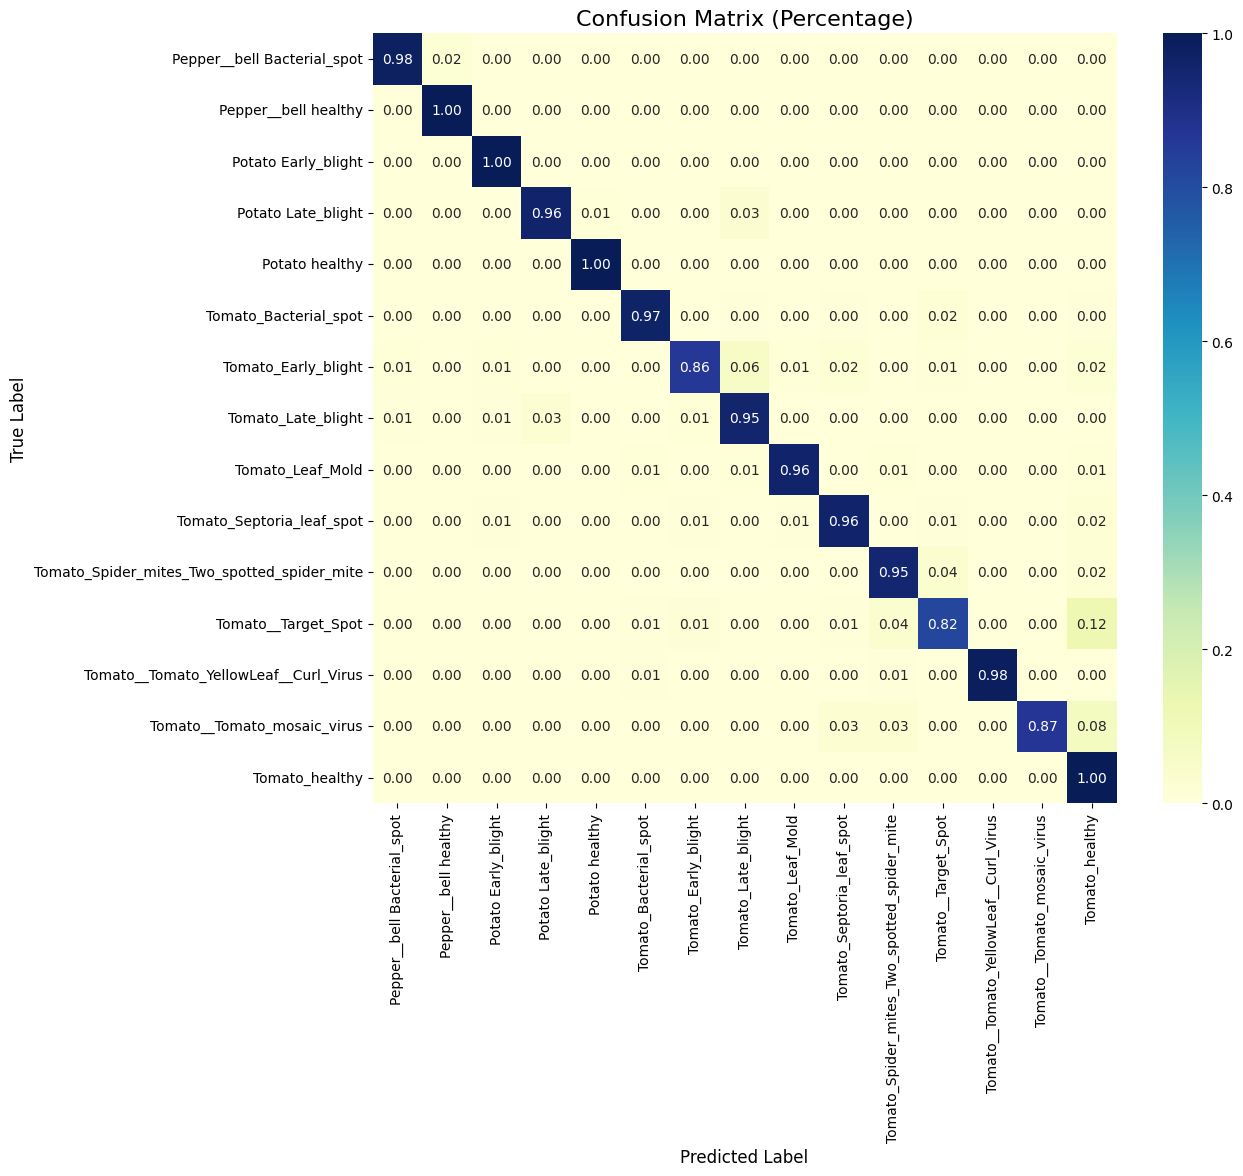 Confusion Matrix (Percentage)
Pepper__bell Bacterial_spot 0.98 0.02 0.00 0.00 0.00 0.00 0.00 0.00 0.00 0.00 0.00 0.00 0.00 0.00 0.00 1.0
Pepper__bell healthy 0.00 1.00 0.00 0.00 0.00 0.00 0.00 0.00 0.00 0.00 0.00 0.00 0.00 0.00 0.00
Potato Early_blight 0.00 0.00 1.00 0.00 0.00 0.00 0.00 0.00 0.00 0.00 0.00 0.00 0.00 0.00 0.00
Potato Late_blight 0.00 0.00 0.00 0.96 0.01 0.00 0.00 0.03 0.00 0.00 0.00 0.00 0.00 0.00 0.00 0.8
Potato healthy 0.00 0.00 0.00 0.00 1.00 0.00 0.00 0.00 0.00 0.00 0.00 0.00 0.00 0.00 0.00
Tomato_Bacterial_spot 0.00 0.00 0.00 0.00 0.00 0.97 0.00 0.00 0.00 0.00 0.00 0.02 0.00 0.00 0.00
Tomato_Early_blight 0.01 0.00 0.01 0.00 0.00 0.00 0.86 0.06 0.01 0.02 0.00 0.01 0.00 0.00 0.02 0.6
Tomato_Late_blight 0.01 0.00 0.01 0.03 0.00 0.00 0.01 0.95 0.00 0.00 0.00 0.00 0.00 0.00 0.00
True Label
Tomato_Leaf_Mold 0.00 0.00 0.00 0.00 0.00 0.01 0.00 0.01 0.96 0.00 0.01 0.00 0.00 0.00 0.01
Tomato_Septoria_leaf_spot 0.00 0.00 0.01 0.00 0.00 0.00 0.01 0.00 0.01 0.96 0.00 0.01 0.00 0.00 0.02 0.4
Tomato_Spider_mites_Two_spotted_spider_mite 0.00 0.00 0.00 0.00 0.00 0.00 0.00 0.00 0.00 0.00 0.95 0.04 0.00 0.00 0.02
Tomato__Target_Spot 0.00 0.00 0.00 0.00 0.00 0.01 0.01 0.00 0.00 0.01 0.04 0.82 0.00 0.00 0.12
0.2
Tomato__Tomato_YellowLeaf__Curl_Virus 0.00 0.00 0.00 0.00 0.00 0.01 0.00 0.00 0.00 0.00 0.01 0.00 0.98 0.00 0.00
Tomato__Tomato_mosaic_virus 0.00 0.00 0.00 0.00 0.00 0.00 0.00 0.00 0.00 0.03 0.03 0.00 0.00 0.87 0.08
Tomato_healthy 0.00 0.00 0.00 0.00 0.00 0.00 0.00 0.00 0.00 0.00 0.00 0.00 0.00 0.00 1.00
0.0
Pepper__bell Bacterial_spot
Pepper__bell healthy
Potato Early_blight
Potato Late_blight
Potato healthy
Tomato_Bacterial_spot
Tomato_Early_blight
Tomato_Late_blight
Tomato_Leaf_Mold
Tomato_Septoria_leaf_spot
Tomato_Spider_mites_Two_spotted_spider_mite
Tomato__Target_Spot
Tomato__Tomato_YellowLeaf__Curl_Virus
Tomato__Tomato_mosaic_virus
Tomato_healthy
Predicted Label